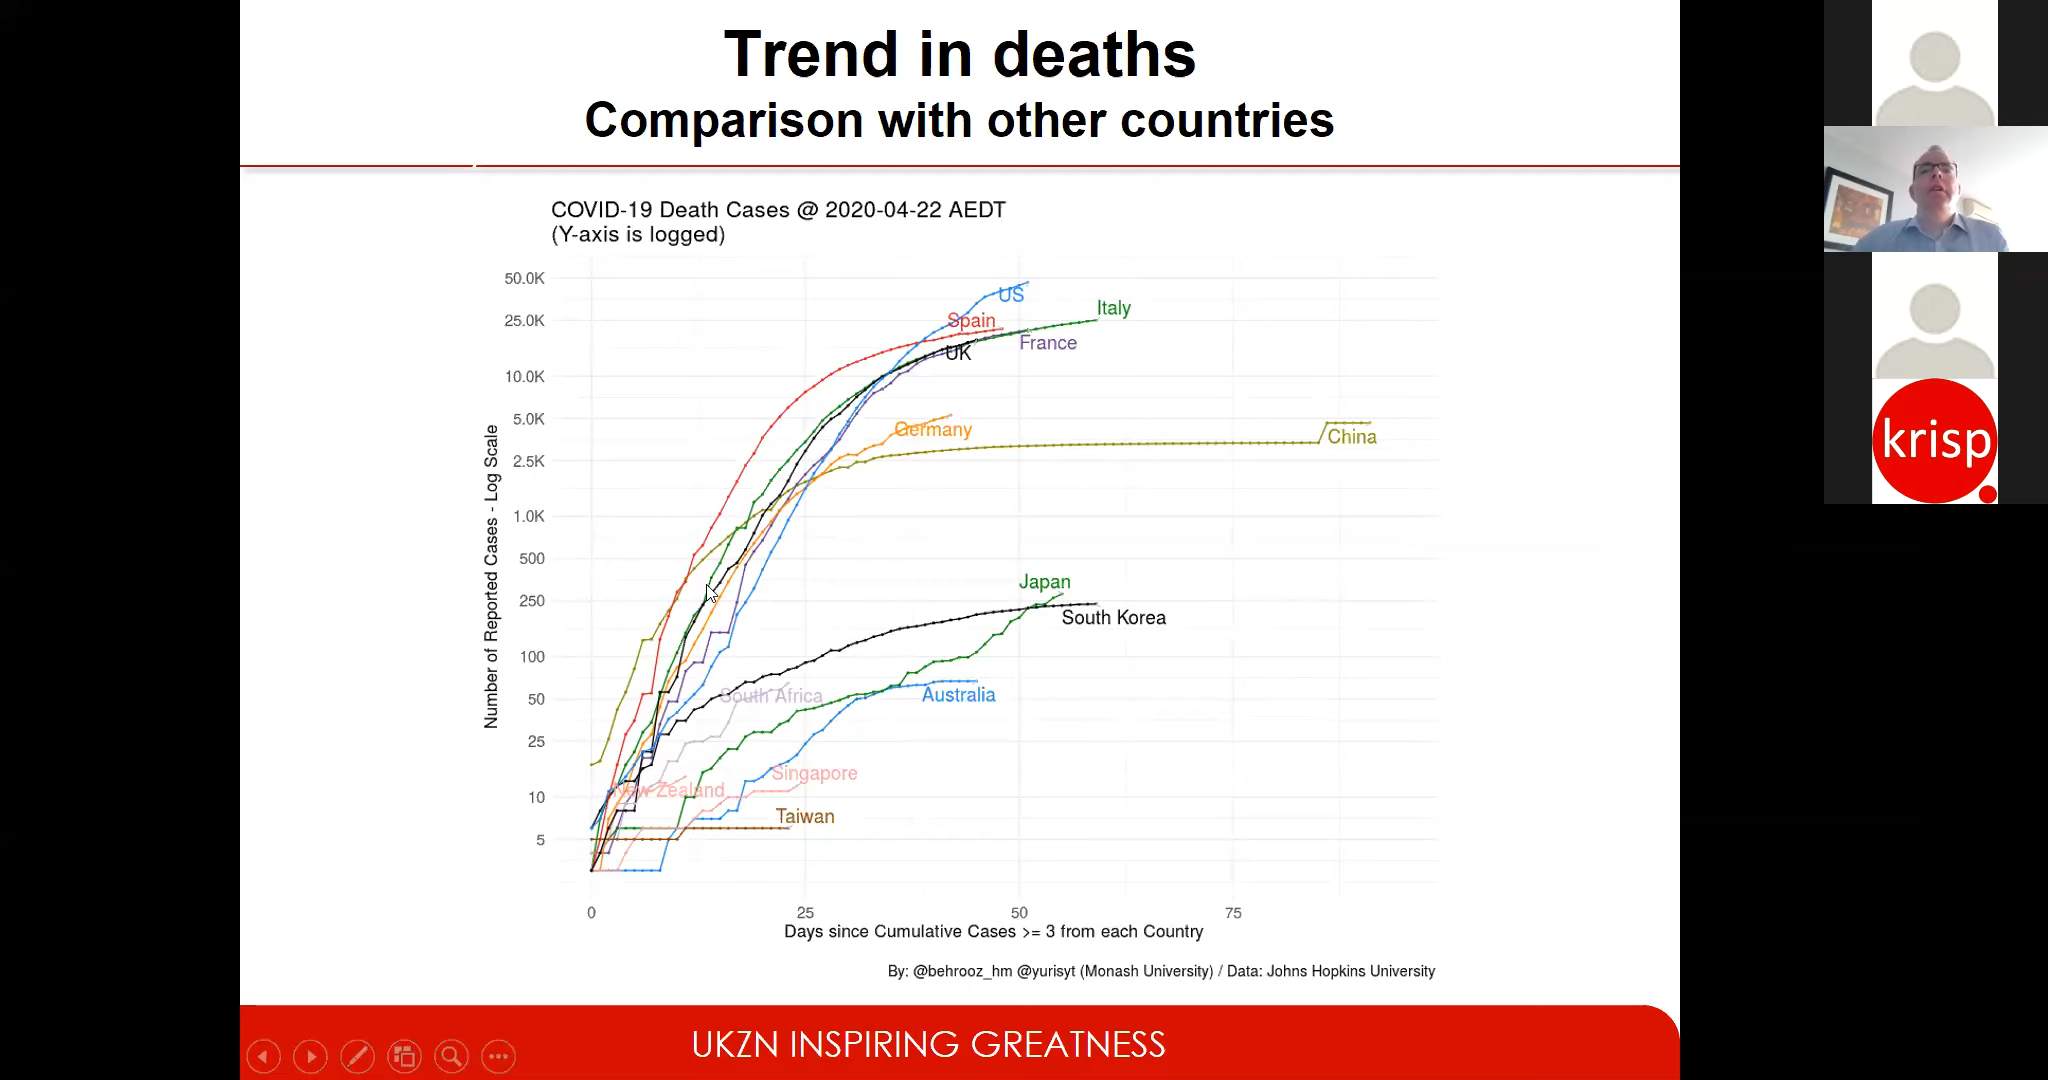 Trend in deaths
Comparison with other countries
COVID-19 Death Cases @ 2020-04-22 AEDT
(Y-axis is logged)
Number of Reported Cases - Log Scale
50.0K
25.0K
10.0K
5.0K
2.5K
1.0K
500
250
100
50
25
10
5
US
Spain
Italy
France
UK
Germany
China
Japan
South Korea
South Africa
Australia
Singapore
New Zealand
Taiwan
0
25
50
75
Days since Cumulative Cases >= 3 from each Country
By: @behrooz_hm @yurisyt (Monash University) / Data: Johns Hopkins University
UKZN INSPIRING GREATNESS
krisp